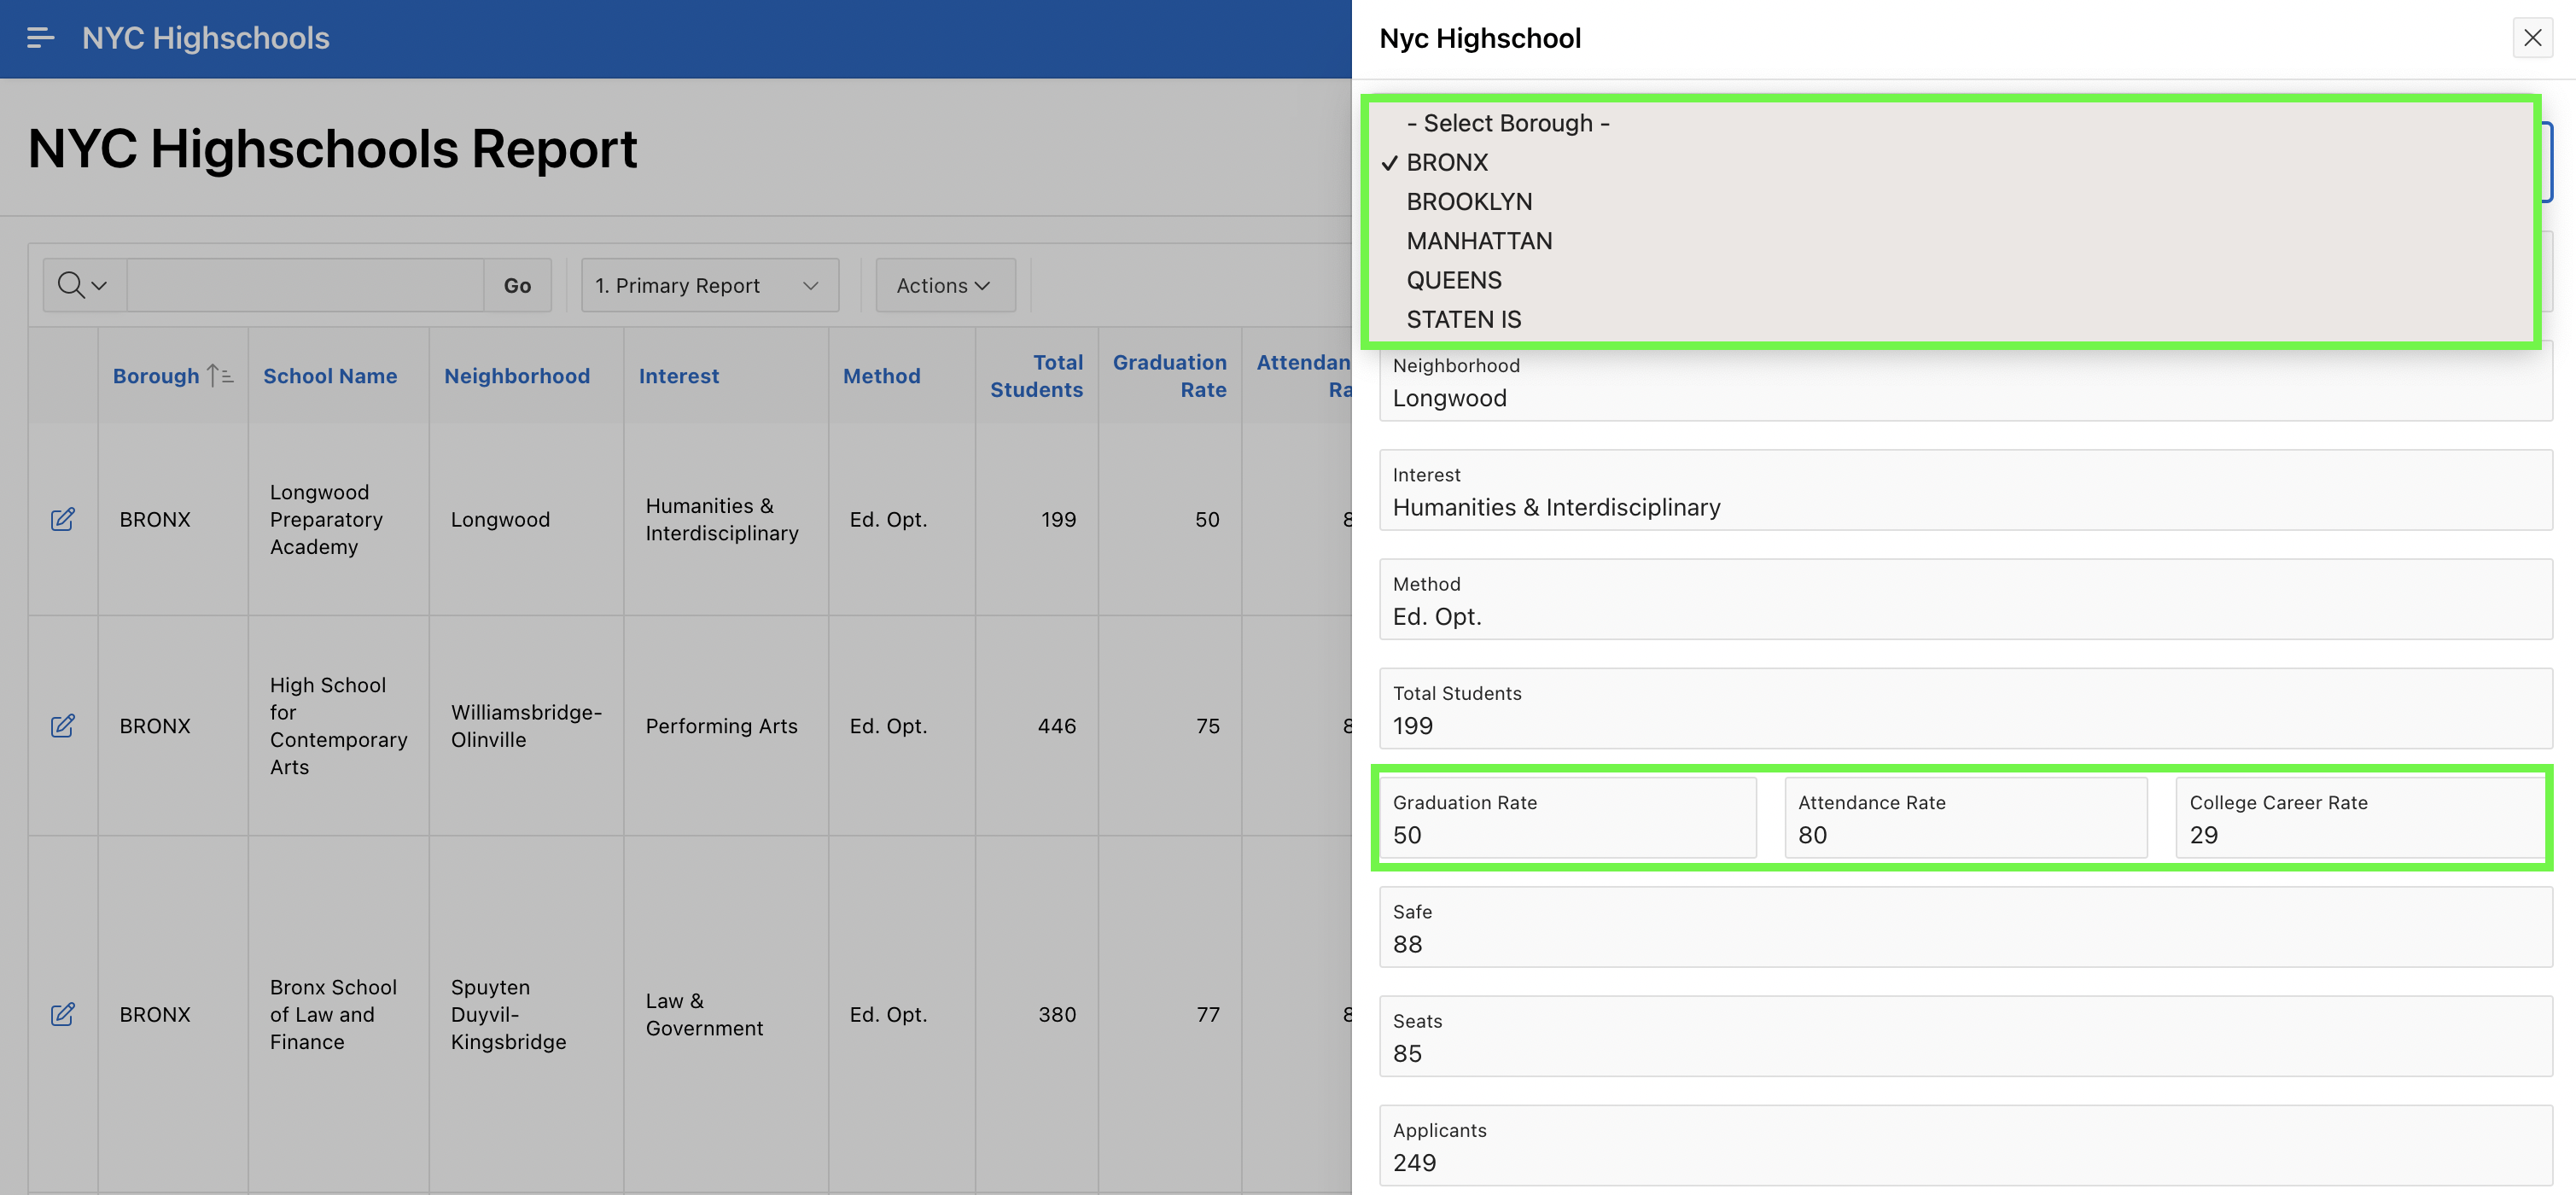 NYC Highschools
NYC Highschools Report
Go
1. Primary Report
Actions
Borough
School Name
Neighborhood
Interest
Method
Total
Students
Graduation
Rate
Attendan
Ra
BRONX
Longwood
Preparatory
Academy
Longwood
Humanities &
Interdisciplinary
Ed. Opt.
199
50
8
BRONX
High School
for
Contemporary
Arts
Williamsbridge-
Olinville
Performing Arts
Ed. Opt.
446
75
8
BRONX
Bronx School
of Law and
Finance
Spuyten
Duyvil-
Kingsbridge
Law &
Government
Ed. Opt.
380
77
8
Nyc Highschool
- Select Borough -
BRONX
BROOKLYN
MANHATTAN
QUEENS
STATEN IS
Neighborhood
Longwood
Interest
Humanities & Interdisciplinary
Method
Ed. Opt.
Total Students
199
Graduation Rate
50
Attendance Rate
80
College Career Rate
29
Safe
88
Seats
85
Applicants
249